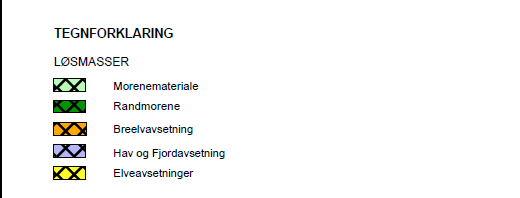 TEGNFORKLARING
LØSMASSER
Morenemateriale
Randmorene
Breelvavsetning
Hav og Fjordavsetning
Elveavsetninger